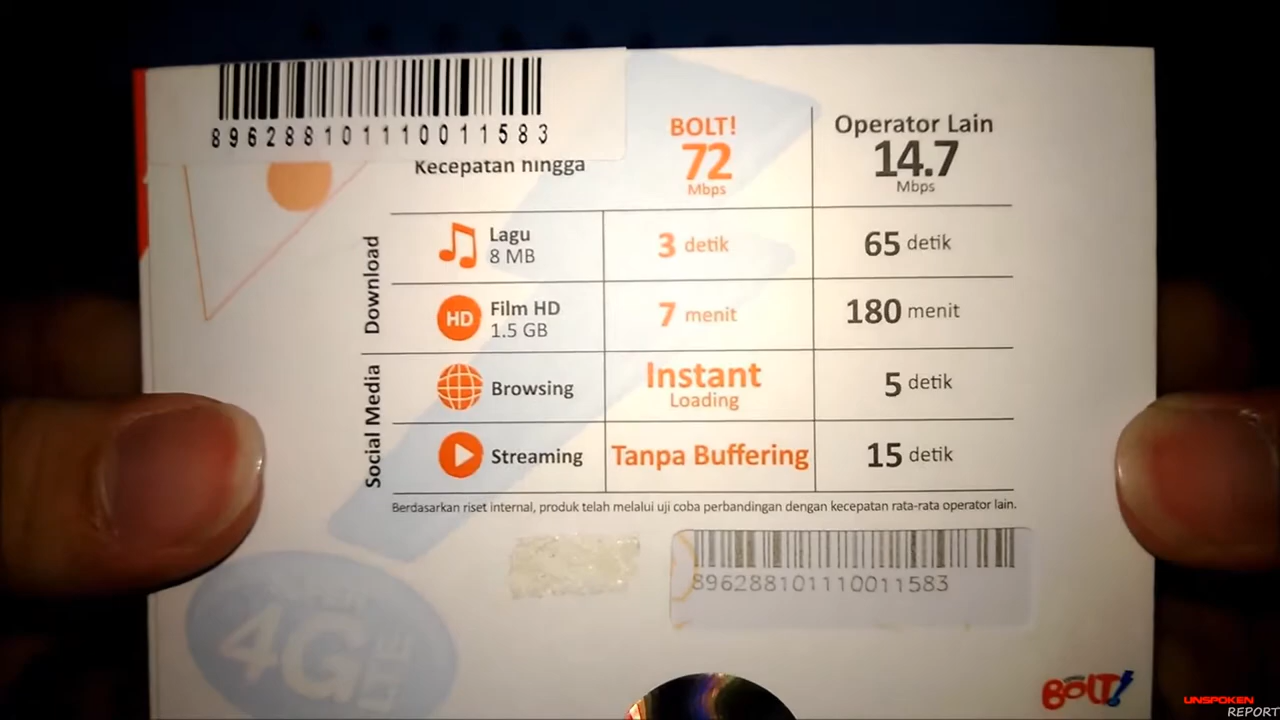 896288101110011583
Kecepatan hingga
BOLT!
72
Mbps
Operator Lain
14.7
Mbps
Download
Lagu
8 MB
3 detik
65 detik
HD
Film HD
1.5 GB
7 menit
180 menit
Social Media
Browsing
Instant
Loading
5 detik
Streaming
Tanpa Buffering
15 detik
Berdasarkan riset internal, produk telah melalui uji coba perbandingan dengan kecepatan rata-rata operator lain.
896288101110011583
4G LTE
BOLT!
UNSPOKEN
REPORT